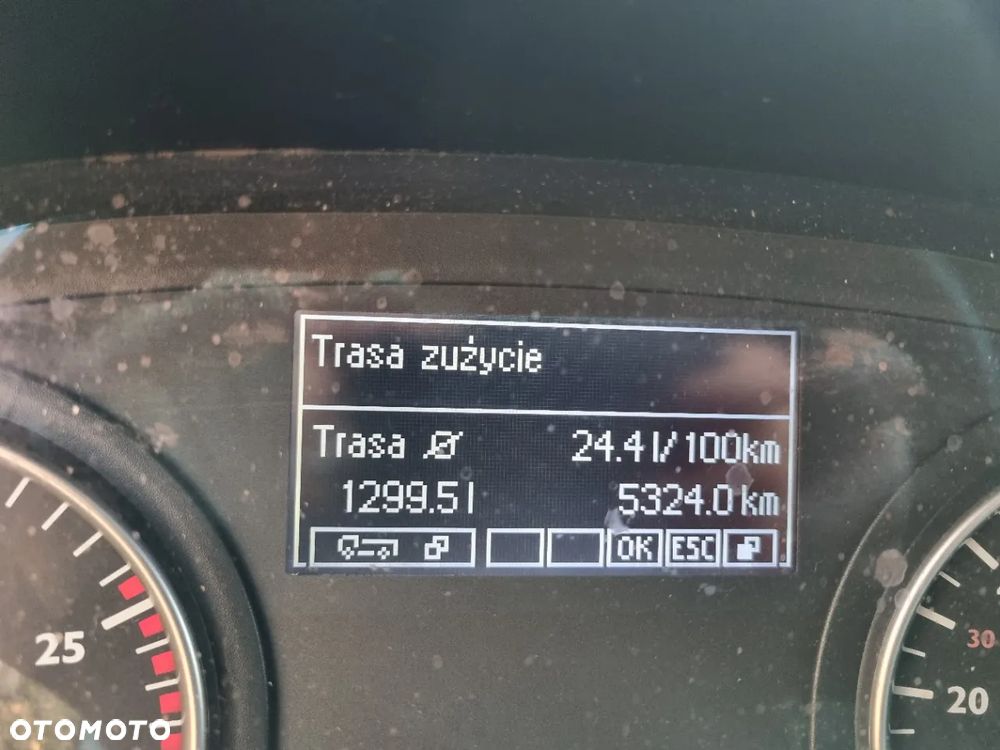 Trasa zużycie
Trasa 24.4 l/100km
1299.5 l 5324.0 km
OK ESC
25
30
20
OTOMOTO